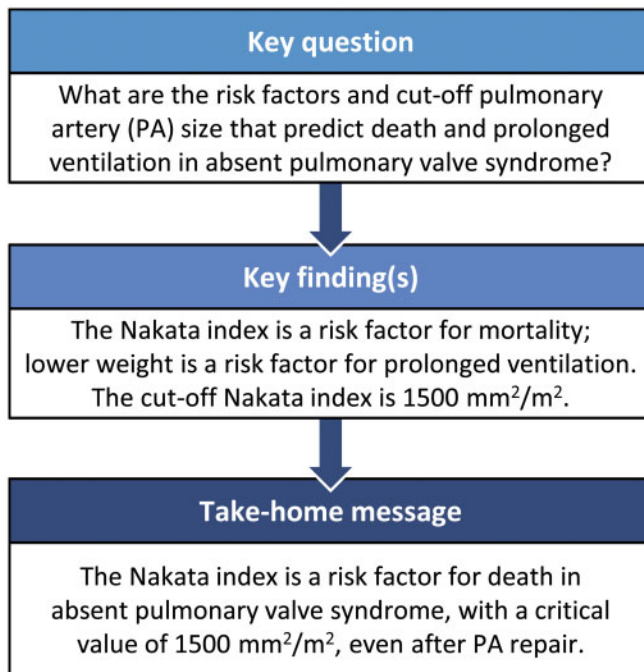 Key question
What are the risk factors and cut-off pulmonary
artery (PA) size that predict death and prolonged
ventilation in absent pulmonary valve syndrome?
Key finding(s)
The Nakata index is a risk factor for mortality;
lower weight is a risk factor for prolonged ventilation.
The cut-off Nakata index is 1500 mm²/m².
Take-home message
The Nakata index is a risk factor for death in
absent pulmonary valve syndrome, with a critical
value of 1500 mm²/m², even after PA repair.